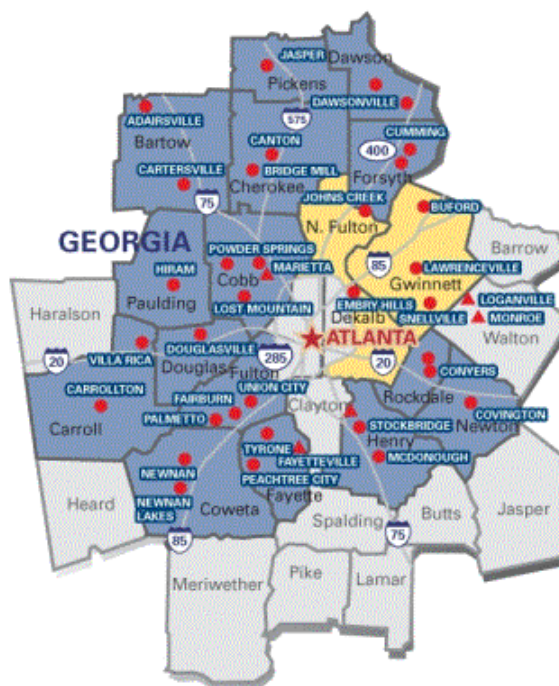 JASPER
Dawson
Pickens
DAWSONVILLE
ADAIRSVILLE
575
Bartow
CANTON
CUMMING
400
CARTERSVILLE
BRIDGE MILL
Cherokee
Forsyth
75
JOHNS CREEK
BUFORD
N. Fulton
GEORGIA
POWDER SPRINGS
Barrow
85
HIRAM
Cobb
MARIETTA
LAWRENCEVILLE
Gwinnett
Haralson
Paulding
LOST MOUNTAIN
EMBRY HILLS
LOGANVILLE
Dekalb
SNELLVILLE
MONROE
DOUGLASVILLE
ATLANTA
Walton
20
VILLA RICA
Douglas
285
20
Fulton
CONYERS
CARROLLTON
UNION CITY
Rockdale
FAIRBURN
Clayton
COVINGTON
Carroll
PALMETTO
STOCKBRIDGE
Newton
Henry
TYRONE
NEWNAN
FAYETTEVILLE
MCDONOUGH
PEACHTREE CITY
Heard
NEWNAN
LAKES
Coweta
Fayette
Jasper
Butts
Spalding
85
75
Meriwether
Pike
Lamar